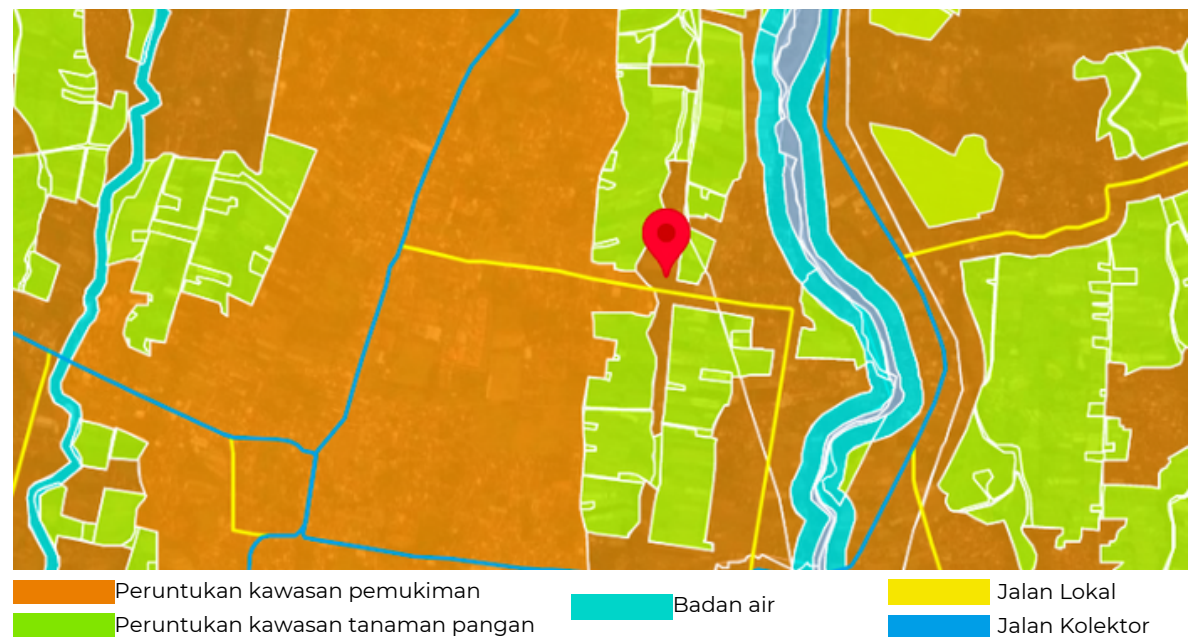 Peruntukan kawasan pemukiman
Peruntukan kawasan tanaman pangan
Badan air
Jalan Lokal
Jalan Kolektor